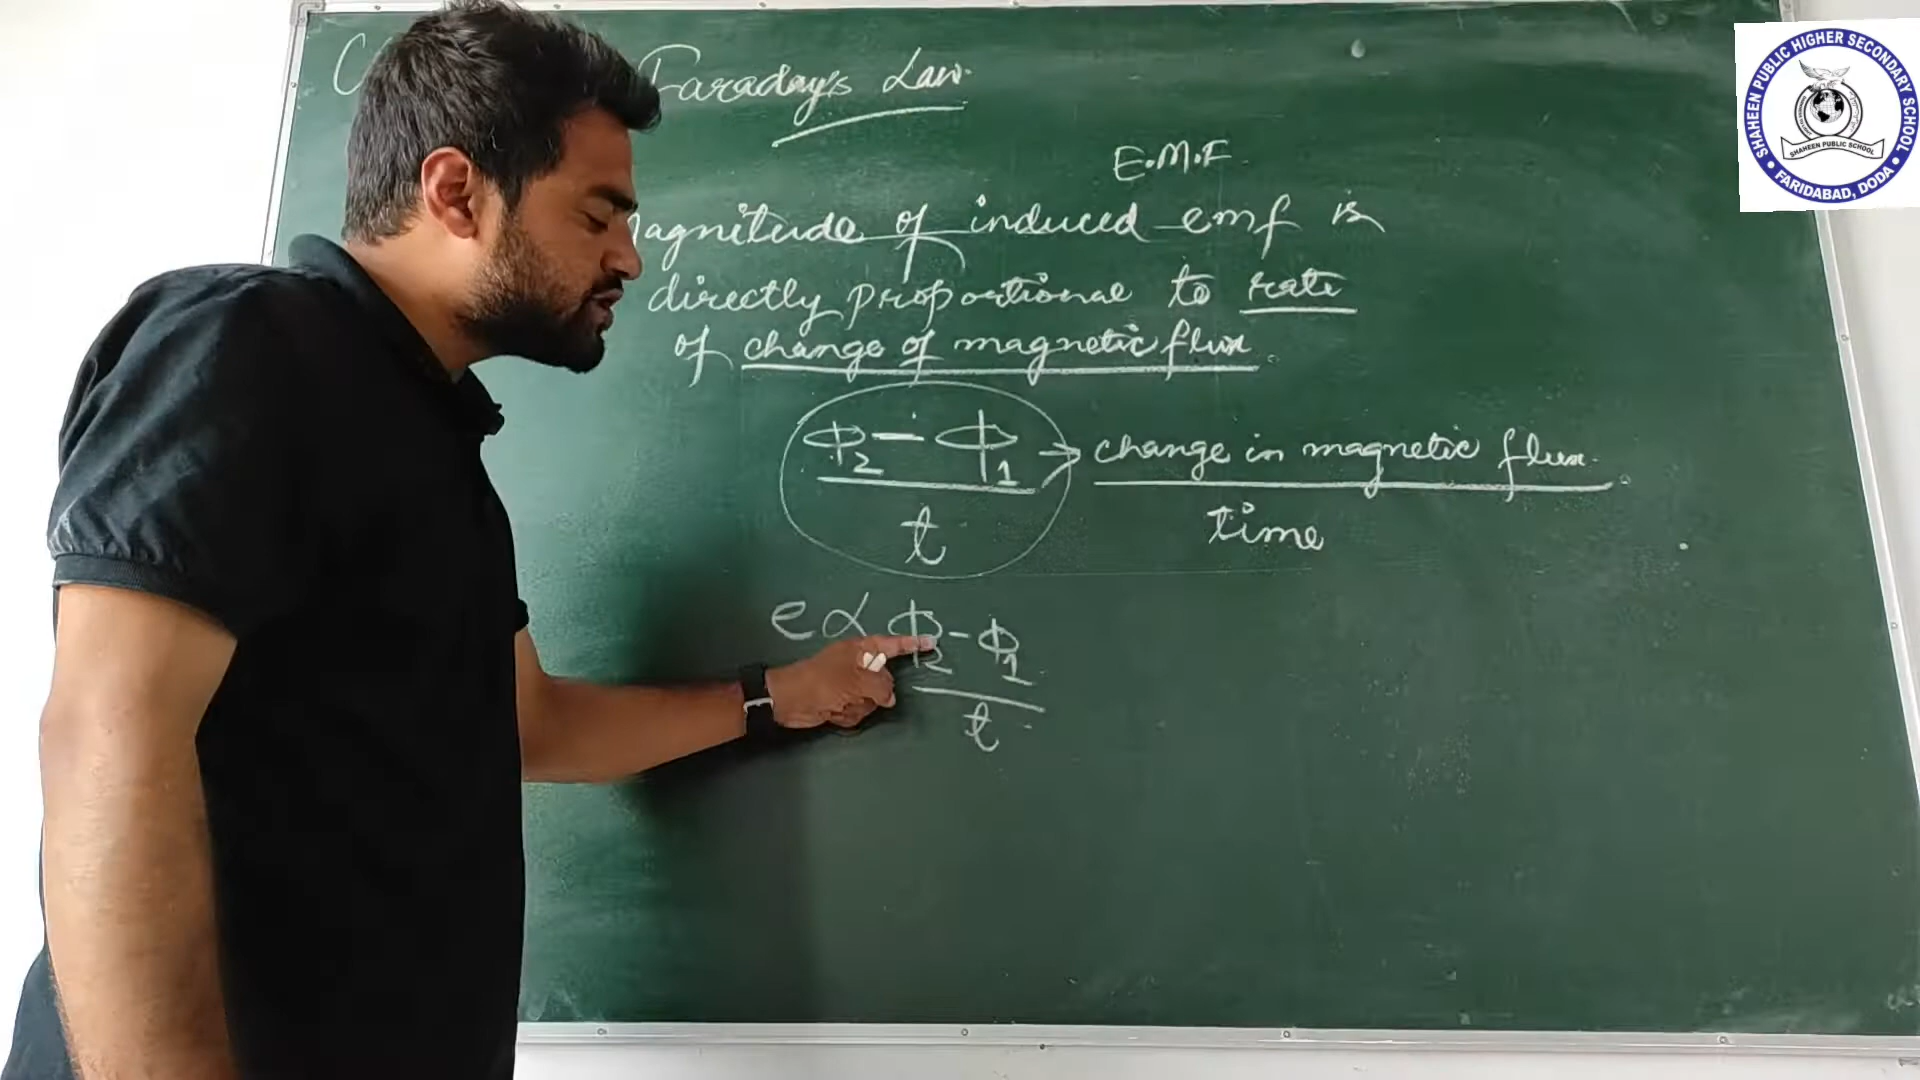 Faraday's Law.
E.M.F.
Magnitude of induced emf is
directly proportional to rate
of change of magnetic flux.
Φ₂ - Φ₁ → change in magnetic flux.
t time
e ∝ Φ₂ - Φ₁
t
SHAHEEN PUBLIC HIGHER SECONDARY SCHOOL
SHAHEEN PUBLIC SCHOOL
• FARIDABAD, DODA •